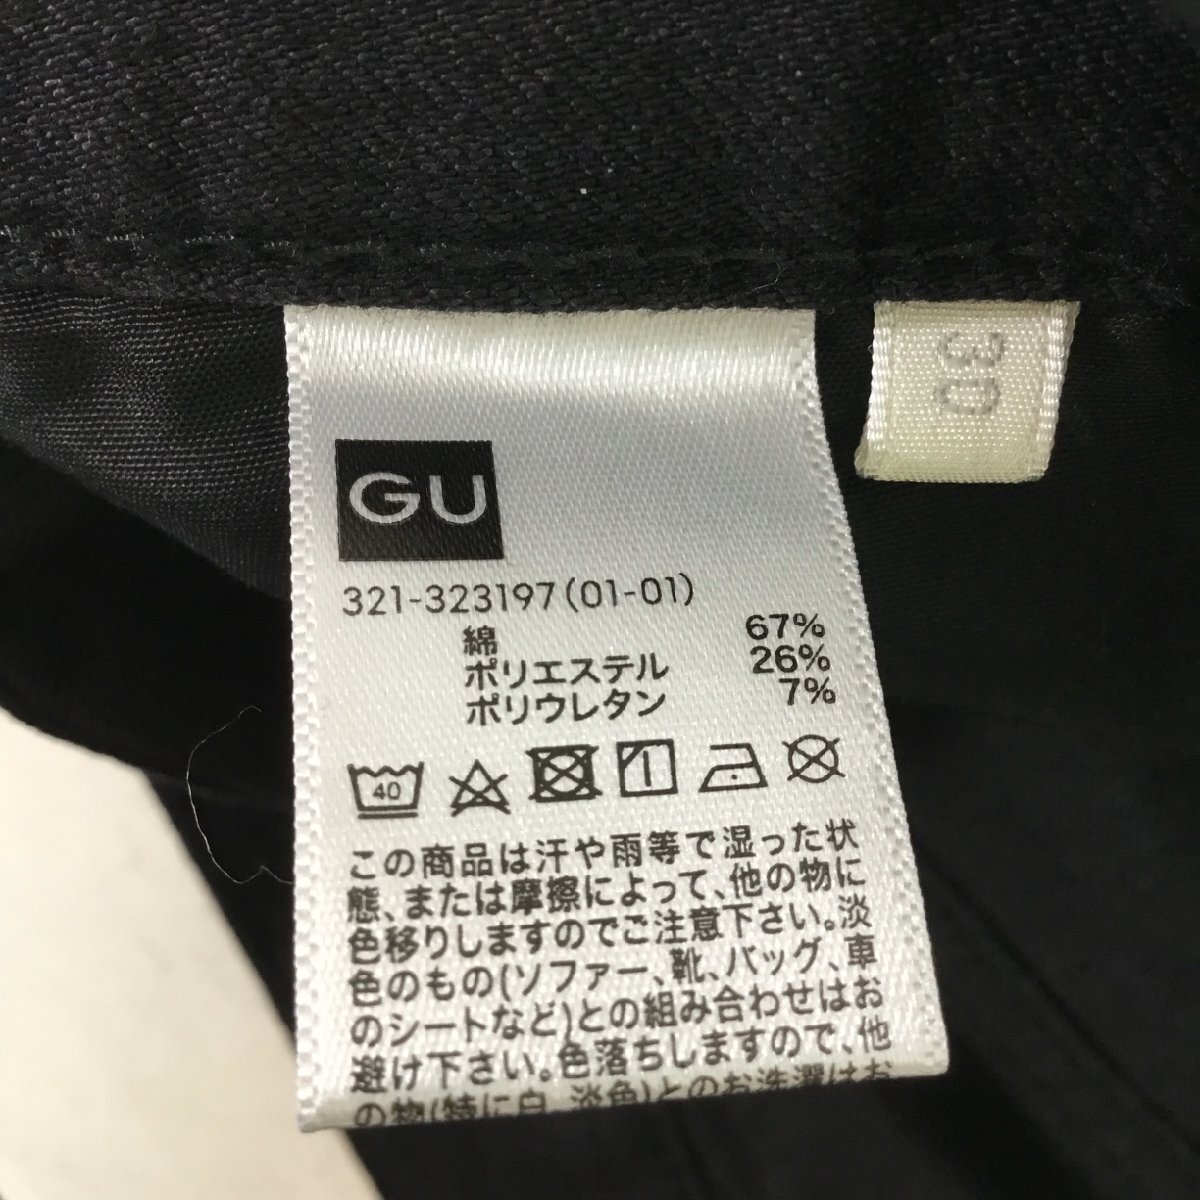 GU
30
321-323197(01-01)
綿 67%
ポリエステル 26%
ポリウレタン 7%
40
この商品は汗や雨等で湿った状
態、または摩擦によって、他の物に
色移りしますのでご注意下さい。淡
色のもの(ソファー、靴、バッグ、車
のシートなど)との組み合わせはお
避け下さい。色落ちしますので、他
の物(特に白、淡色)とのお洗濯はお